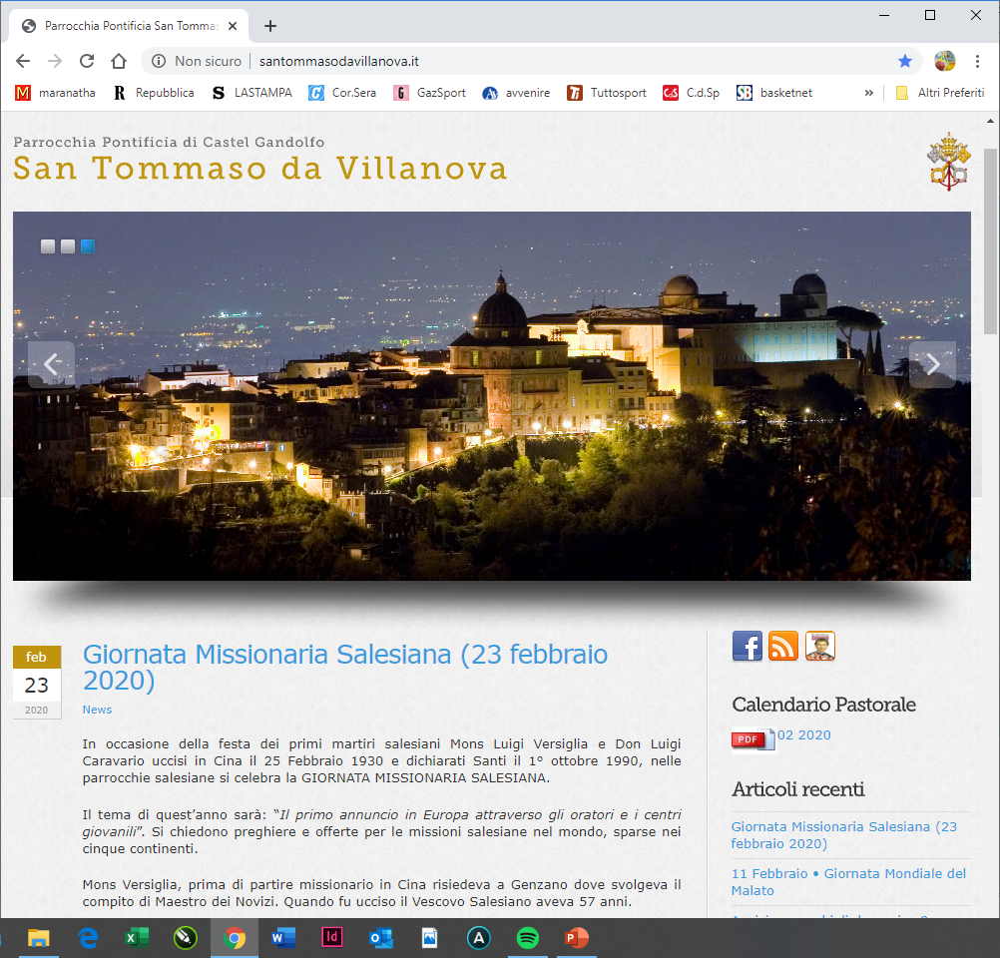 Parrocchia Pontificia San Tommas
Non sicuro
santommasodavillanova.it
maranatha
Repubblica
LASTAMPA
Cor.Sera
GazSport
avvenire
Tuttosport
C.d.Sp
basketnet
»
Altri Preferiti
Parrocchia Pontificia di Castel Gandolfo
San Tommaso da Villanova
feb
23
2020
Giornata Missionaria Salesiana (23 febbraio
2020)
News
In occasione della festa dei primi martiri salesiani Mons Luigi Versiglia e Don Luigi
Caravario uccisi in Cina il 25 Febbraio 1930 e dichiarati Santi il 1° ottobre 1990, nelle
parrocchie salesiane si celebra la GIORNATA MISSIONARIA SALESIANA.
Il tema di quest’anno sarà: “Il primo annuncio in Europa attraverso gli oratori e i centri
giovanili”. Si chiedono preghiere e offerte per le missioni salesiane nel mondo, sparse nei
cinque continenti.
Mons Versiglia, prima di partire missionario in Cina risiedeva a Genzano dove svolgeva il
compito di Maestro dei Novizi. Quando fu ucciso il Vescovo Salesiano aveva 57 anni.
Calendario Pastorale
PDF 02 2020
Articoli recenti
Giornata Missionaria Salesiana (23
febbraio 2020)
11 Febbraio • Giornata Mondiale del
Malato